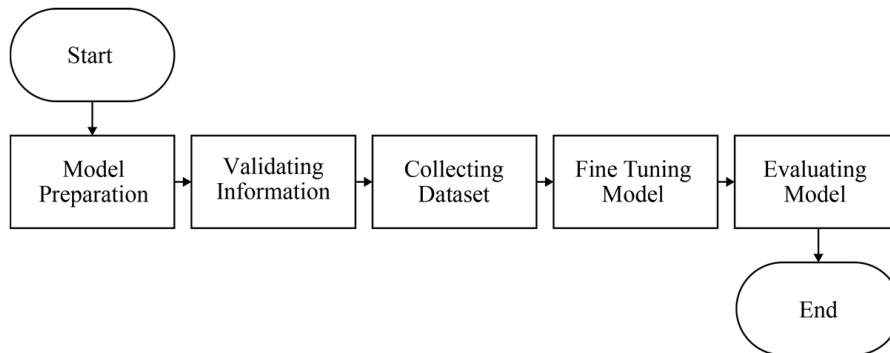 Start
Model
Preparation
Validating
Information
Collecting
Dataset
Fine Tuning
Model
Evaluating
Model
End